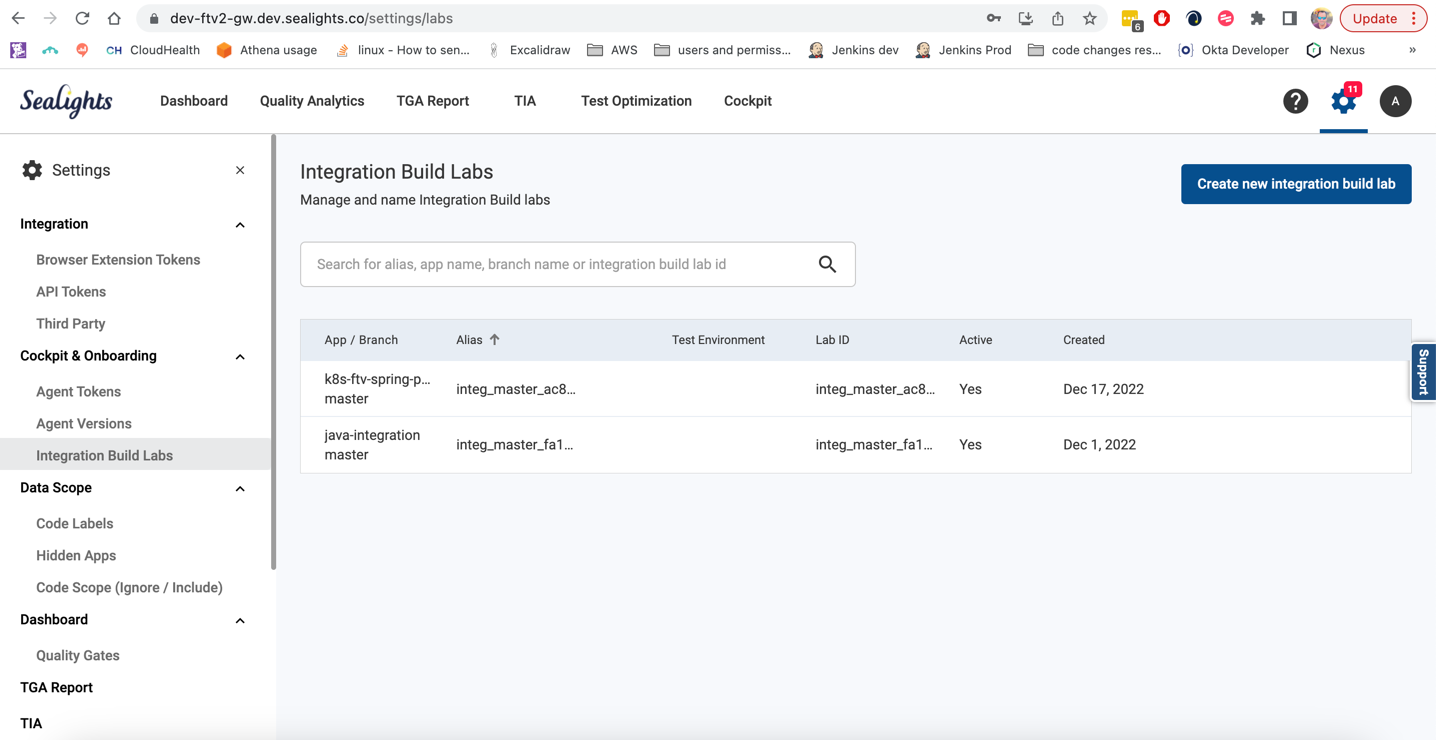 dev-ftv2-gw.dev.sealights.co/settings/labs
6
Update
CH CloudHealth
Athena usage
linux - How to sen...
Excalidraw
AWS
users and permiss...
Jenkins dev
Jenkins Prod
code changes res...
Okta Developer
Nexus
»
SeaLights
Dashboard
Quality Analytics
TGA Report
TIA
Test Optimization
Cockpit
?
11
A
Settings
Integration
Browser Extension Tokens
API Tokens
Third Party
Cockpit & Onboarding
Agent Tokens
Agent Versions
Integration Build Labs
Data Scope
Code Labels
Hidden Apps
Code Scope (Ignore / Include)
Dashboard
Quality Gates
TGA Report
TIA
Integration Build Labs
Manage and name Integration Build labs
Create new integration build lab
Search for alias, app name, branch name or integration build lab id
App / Branch Alias Test Environment Lab ID Active Created
k8s-ftv-spring-p...
master
integ_master_ac8... integ_master_ac8... Yes Dec 17, 2022
java-integration
master
integ_master_fa1... integ_master_fa1... Yes Dec 1, 2022
Support